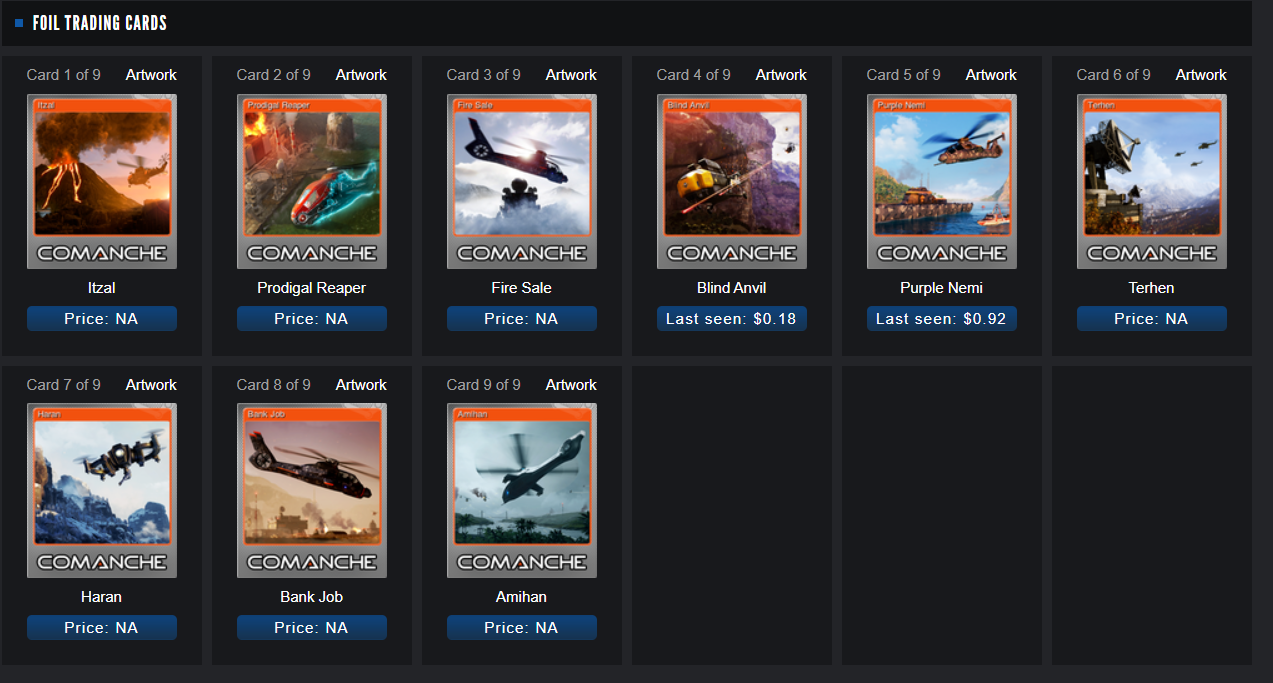 FOIL TRADING CARDS
Card 1 of 9 Artwork
Card 2 of 9 Artwork
Card 3 of 9 Artwork
Card 4 of 9 Artwork
Card 5 of 9 Artwork
Card 6 of 9 Artwork
Itzal
Prodigal Reaper
Fire Sale
Blind Anvil
Purple Nemi
Terhen
COMANCHE
COMANCHE
COMANCHE
COMANCHE
COMANCHE
COMANCHE
Itzal
Prodigal Reaper
Fire Sale
Blind Anvil
Purple Nemi
Terhen
Price: NA
Price: NA
Price: NA
Last seen: $0.18
Last seen: $0.92
Price: NA
Card 7 of 9 Artwork
Card 8 of 9 Artwork
Card 9 of 9 Artwork
Haran
Bank Job
Amihan
COMANCHE
COMANCHE
COMANCHE
Haran
Bank Job
Amihan
Price: NA
Price: NA
Price: NA